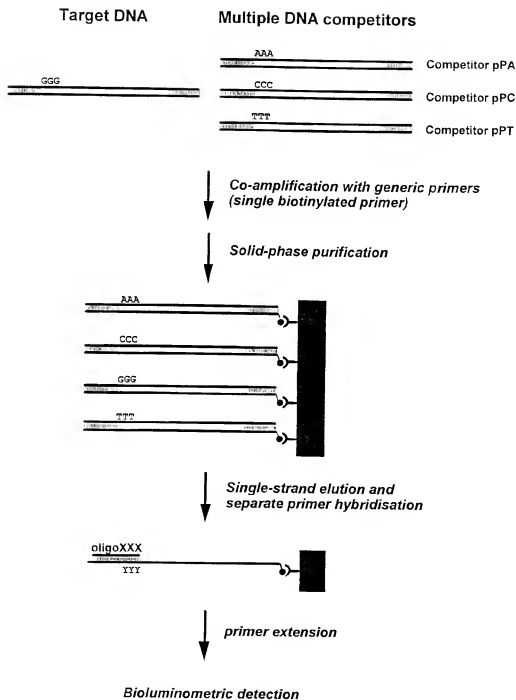 Target DNA
Multiple DNA competitors
GGG
AAA
Competitor pPA
CCC
Competitor pPC
TTT
Competitor pPT
Co-amplification with generic primers
(single biotinylated primer)
Solid-phase purification
AAA
CCC
GGG
TTT
Single-strand elution and
separate primer hybridisation
oligoXXX
YYY
primer extension
Bioluminometric detection